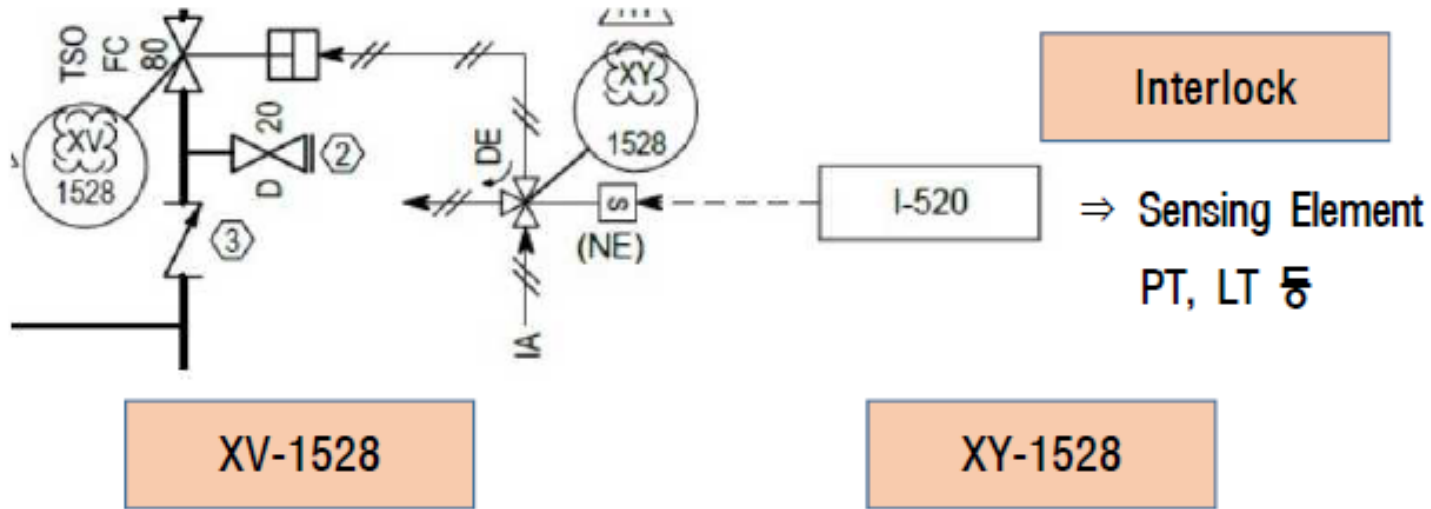 TSO
FC
80
XV
1528
20
D
2
3
XY
1528
DE
S
(NE)
IA
I-520
Interlock
⇒ Sensing Element
PT, LT 등
XV-1528
XY-1528